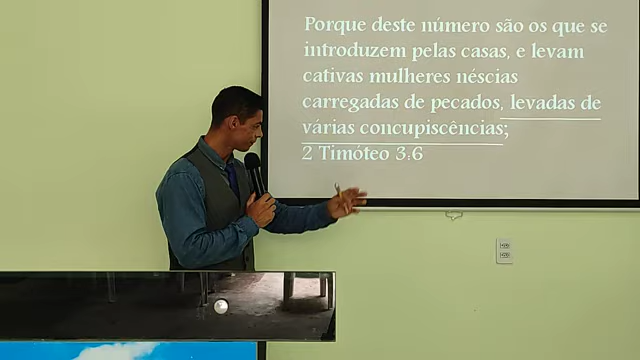 Porque deste número são os que se
introduzem pelas casas, e levam
cativas mulheres néscias
carregadas de pecados, levadas de
várias concupiscências;
2 Timóteo 3:6